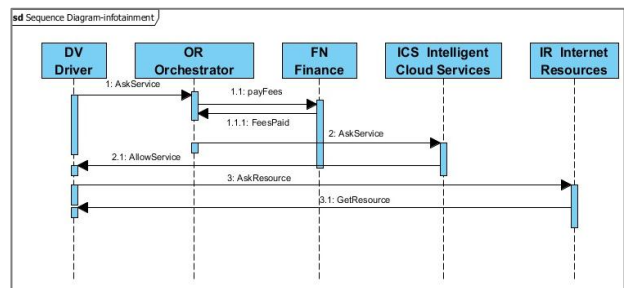 sd Sequence Diagram-infotainment
DV
Driver
OR
Orchestrator
FN
Finance
ICS Intelligent
Cloud Services
IR Internet
Resources
1: AskService
1.1: payFees
1.1.1: FeesPaid
2: AskService
2.1: AllowService
3: AskResource
3.1: GetResource